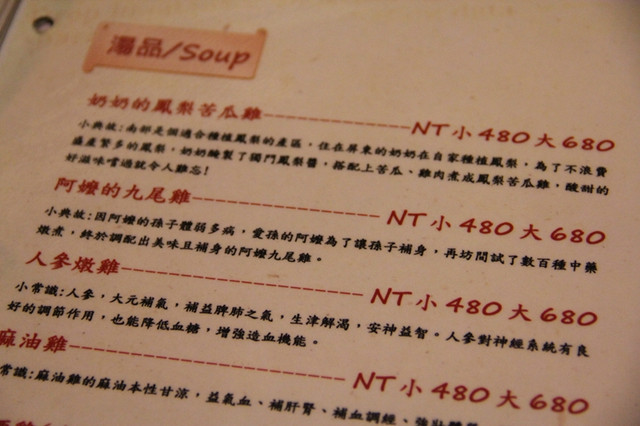 湯品/Soup
奶奶的鳳梨苦瓜雞------NT小480大680
小典故:南部是個適合種植鳳梨的產區，住在屏東的奶奶在自家種植鳳梨，為了不浪費
盛產繁多的鳳梨，奶奶醃製了獨門鳳梨醬，搭配上苦瓜、雞肉煮成鳳梨苦瓜雞，酸甜的
好滋味嚐過就令人難忘!
阿嬤的九尾雞------NT小480大680
小典故:因阿嬤的孫子體弱多病，愛孫的阿嬤為了讓孫子補身，再坊間試了數百種中藥
燉煮，終於調配出美味且補身的阿嬤九尾雞。
人參燉雞------NT小480大680
小常識:人參，大元補氣，補益脾肺之氣，生津解渴，安神益智。人參對神經系統有良
好的調節作用，也能降低血糖，增強造血機能。
麻油雞------NT小480大680
常識:麻油雞的麻油本性甘涼，益氣血、補肝腎、補血調經、強壯